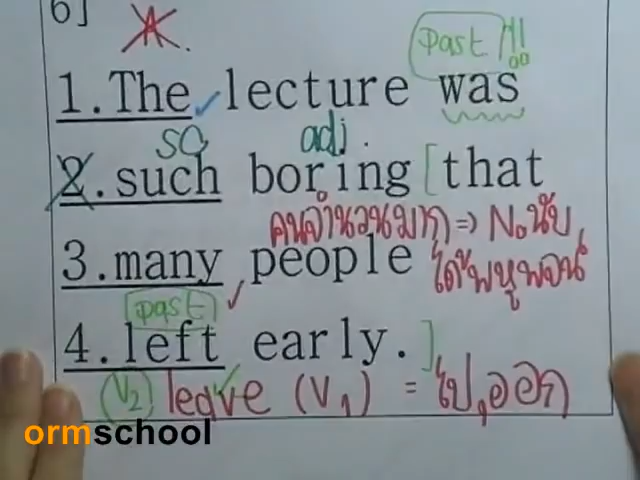 6]
A.
past !!!
1.The lecture was
so adj.
2.such boring [that
คนจำนวนมาก => N.นับ
3.many people ได้พหูพจน์
past
4.left early.]
(V2) leave (V1) = ไป,ออก
ormschool